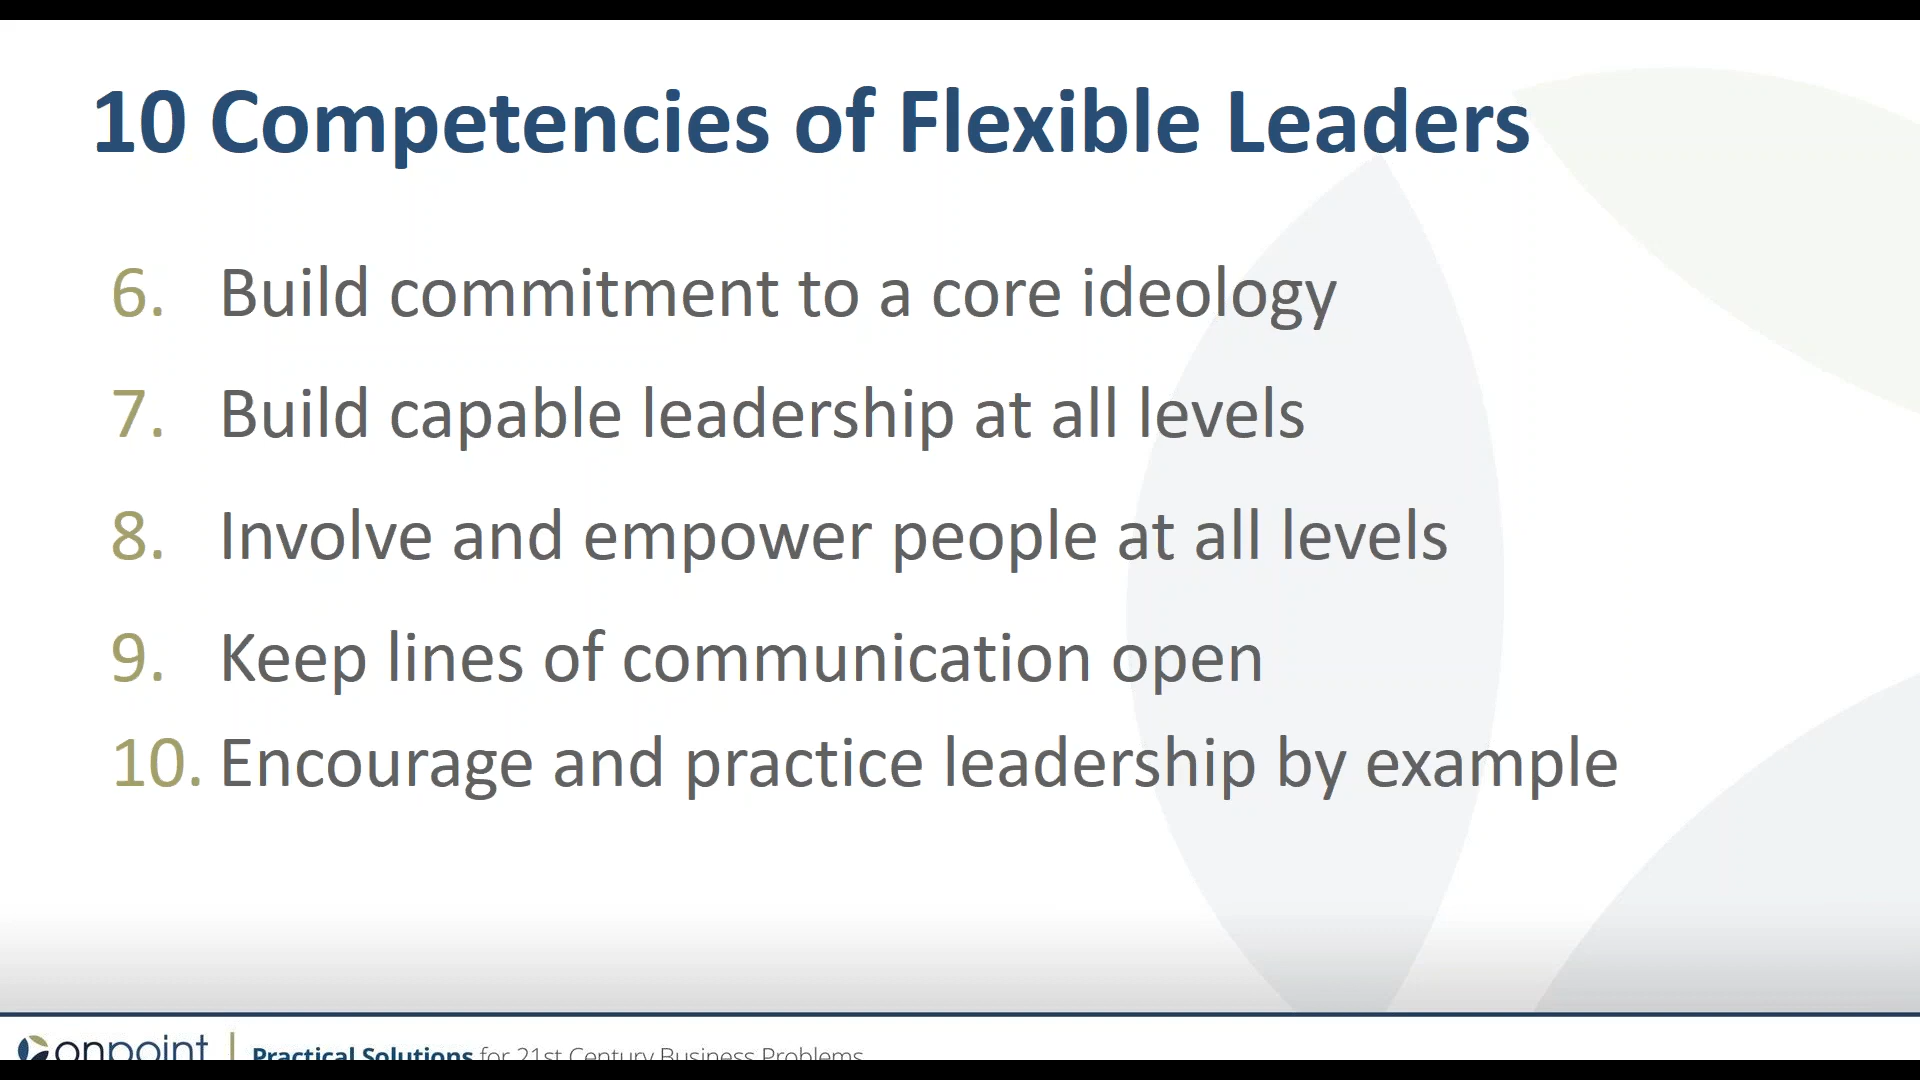 10 Competencies of Flexible Leaders
6. Build commitment to a core ideology
7. Build capable leadership at all levels
8. Involve and empower people at all levels
9. Keep lines of communication open
10. Encourage and practice leadership by example
onpoint | Practical Solutions for 21st Century Business Problems